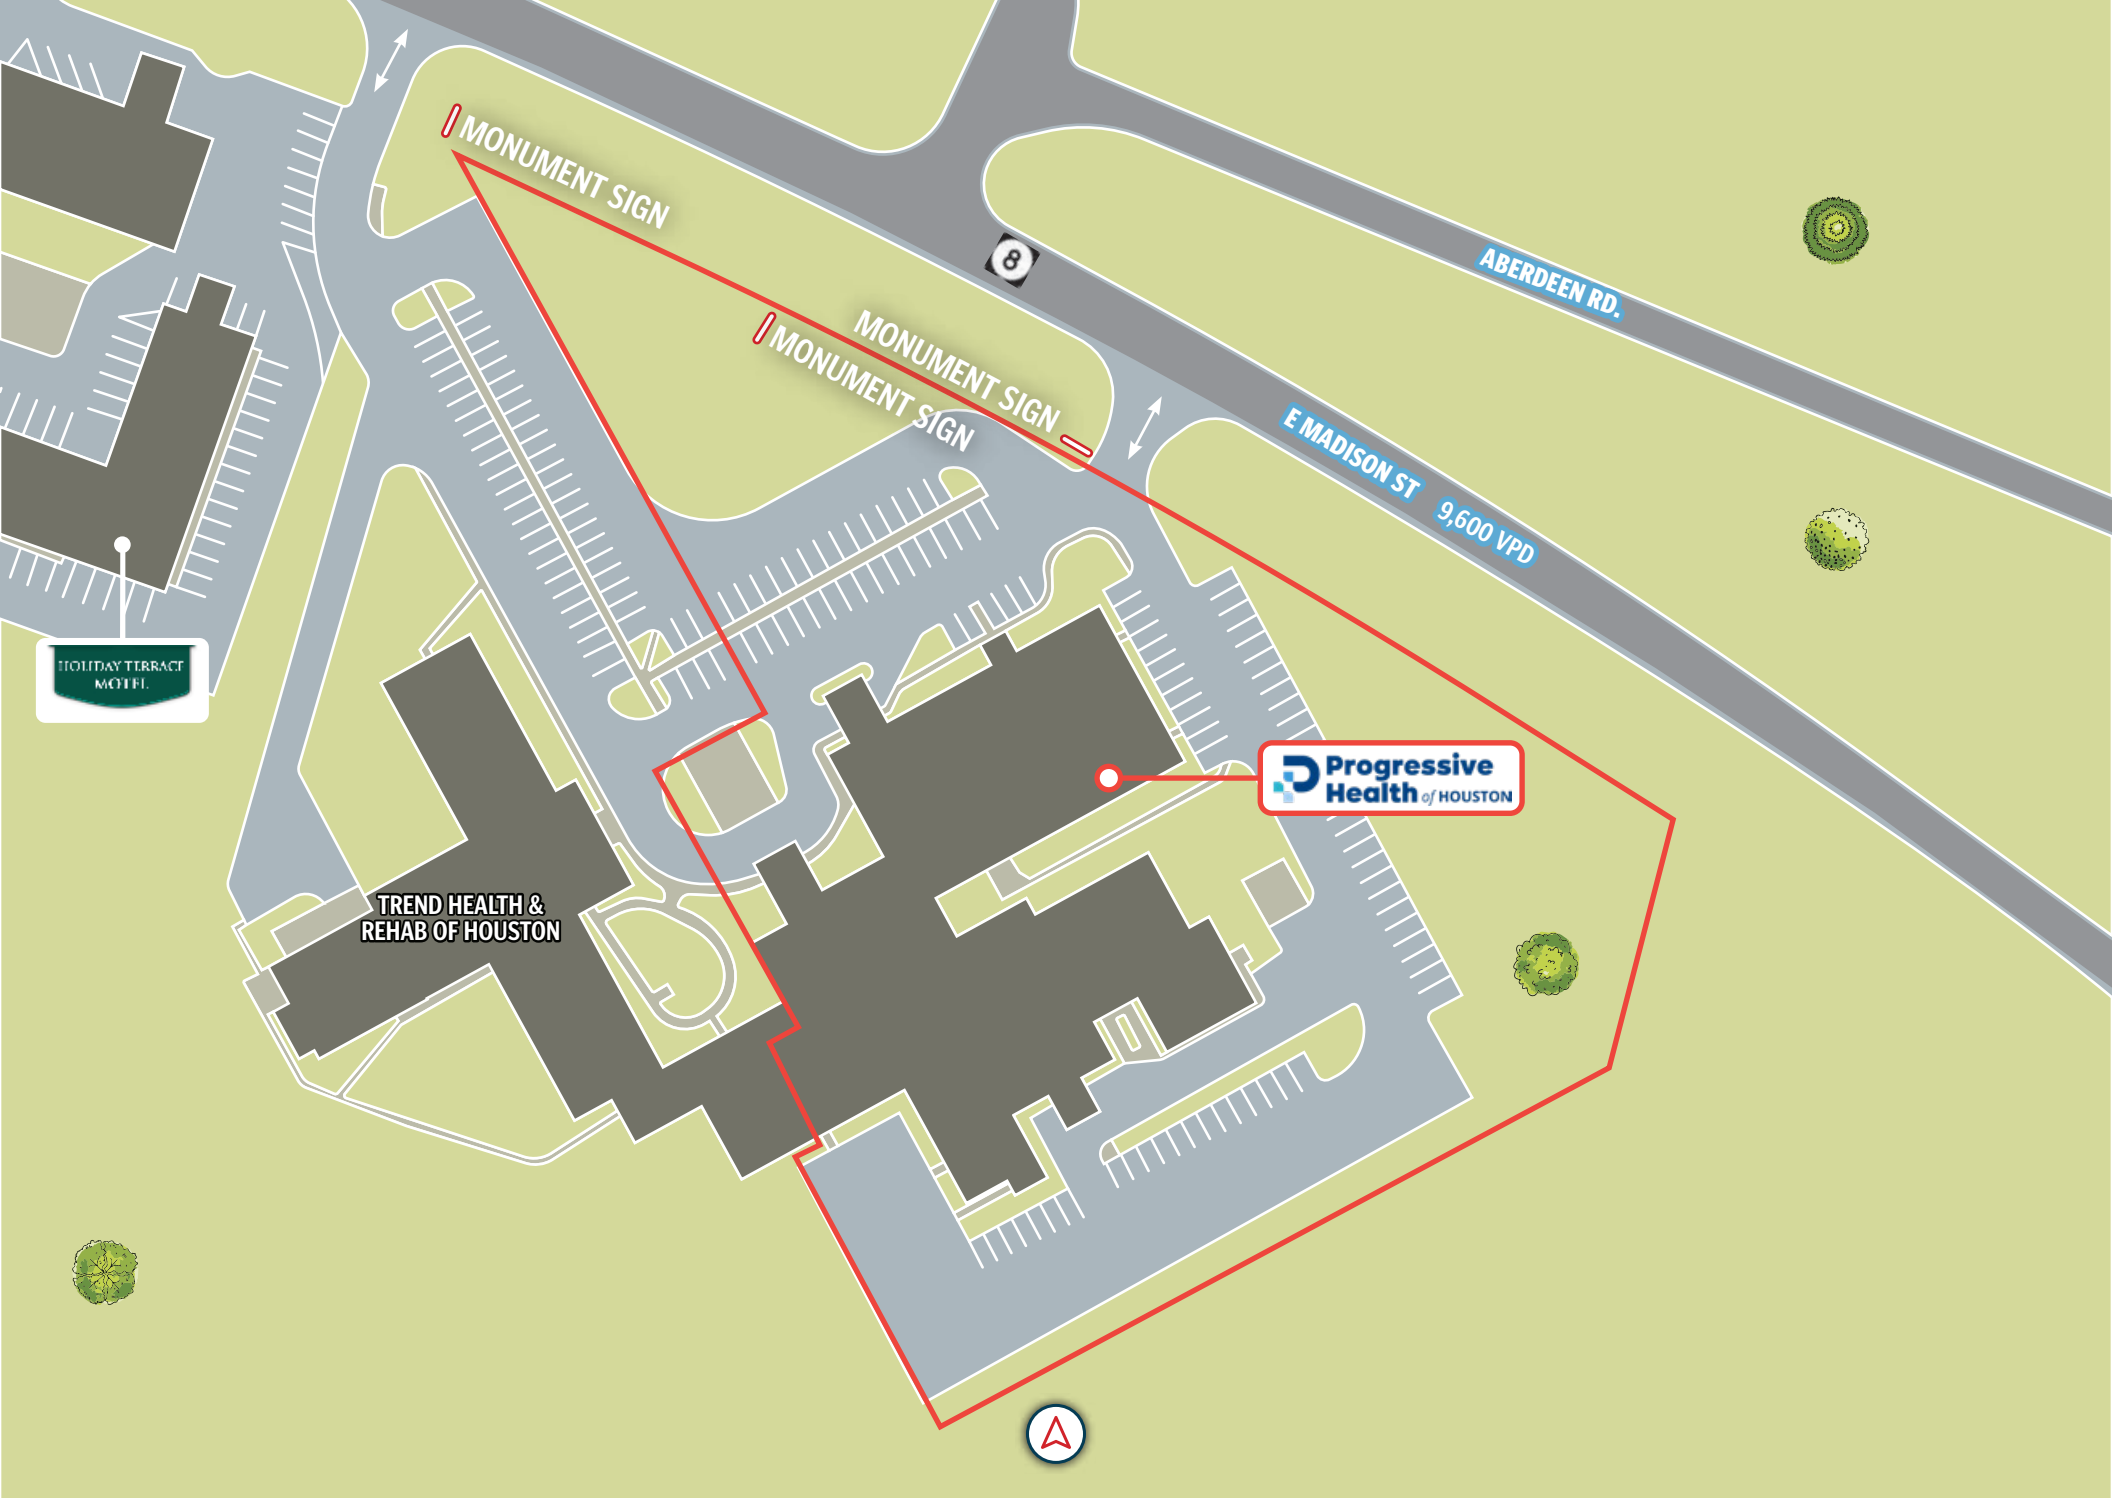 MONUMENT SIGN
8
ABERDEEN RD.
MONUMENT SIGN
MONUMENT SIGN
E MADISON ST 9,600 VPD
HOLIDAY TERRACE
MOTEL
Progressive
Health of HOUSTON
TREND HEALTH &
REHAB OF HOUSTON